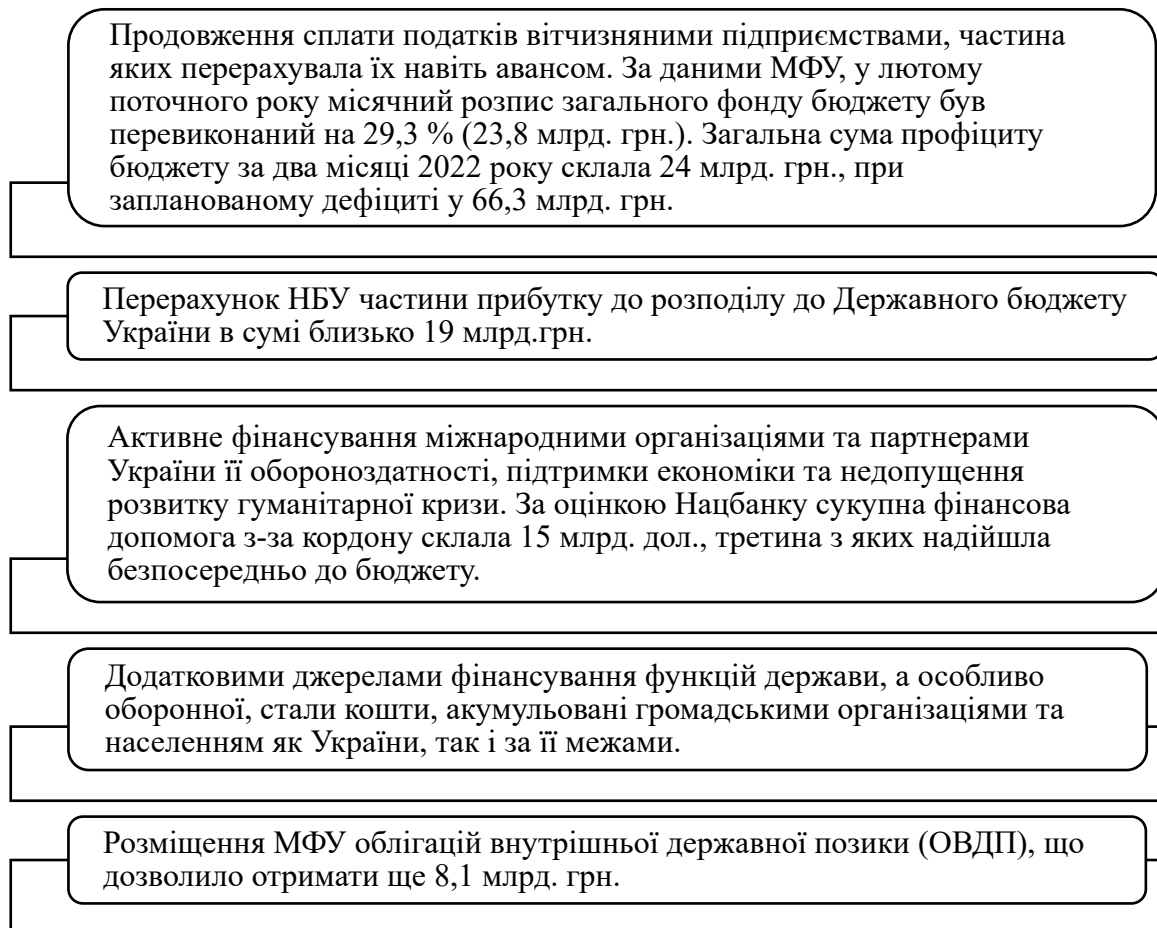 Продовження сплати податків вітчизняними підприємствами, частина
яких перерахувала їх навіть авансом. За даними МФУ, у лютому
поточного року місячний розпис загального фонду бюджету був
перевиконаний на 29,3 % (23,8 млрд. грн.). Загальна сума профіциту
бюджету за два місяці 2022 року склала 24 млрд. грн., при
запланованому дефіциті у 66,3 млрд. грн.
Перерахунок НБУ частини прибутку до розподілу до Державного бюджету
України в сумі близько 19 млрд.грн.
Активне фінансування міжнародними організаціями та партнерами
України її обороноздатності, підтримки економіки та недопущення
розвитку гуманітарної кризи. За оцінкою Нацбанку сукупна фінансова
допомога з-за кордону склала 15 млрд. дол., третина з яких надійшла
безпосередньо до бюджету.
Додатковими джерелами фінансування функцій держави, а особливо
оборонної, стали кошти, акумульовані громадськими організаціями та
населенням як України, так і за її межами.
Розміщення МФУ облігацій внутрішньої державної позики (ОВДП), що
дозволило отримати ще 8,1 млрд. грн.